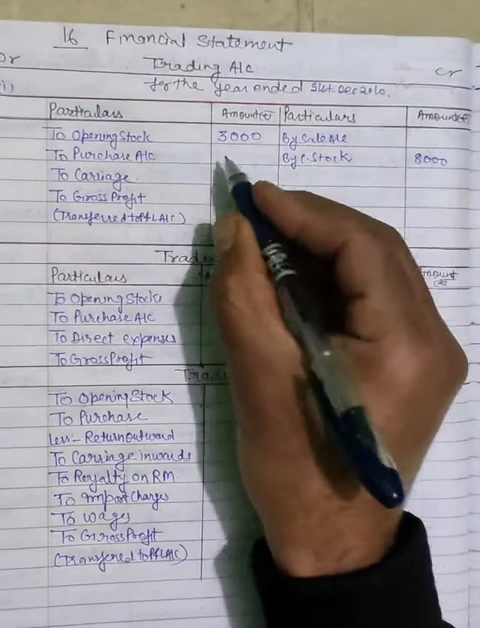 16 Financial Statement
Dr Trading A/c Cr
for the year ended 31st Dec 2010.
Particulars Amount(₹) Particulars Amount(₹)
To Opening Stock 3000 By Sale A/c
To Purchase A/c By C. Stock 8000
To Carriage
To Gross Profit
(Transferred to P&L A/c)
Particulars
To Opening Stock
To Purchase A/c
To Direct expenses
To Gross Profit
To Opening Stock
To Purchase
Less - Return outward
To Carriage inwards
To Royalty on RM
To Import Charges
To Wages
To Gross Profit
(Transferred to P&L A/c)